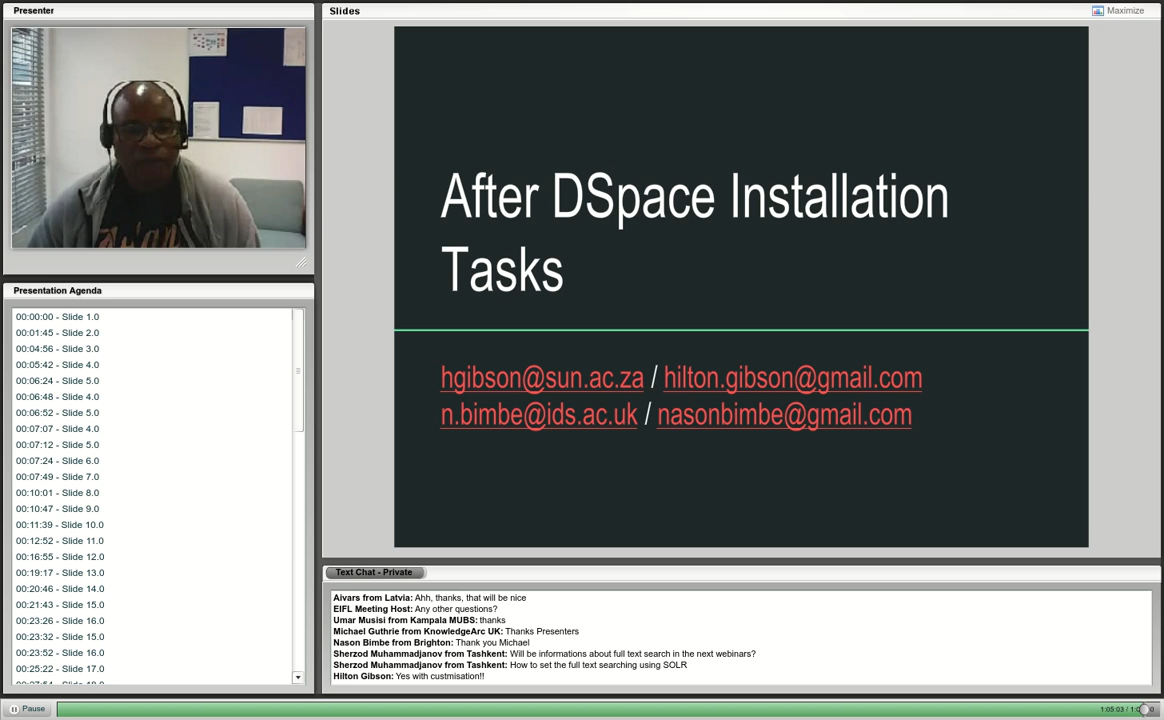 Presenter
Presentation Agenda
00:00:00 - Slide 1.0
00:01:45 - Slide 2.0
00:04:56 - Slide 3.0
00:05:42 - Slide 4.0
00:06:24 - Slide 5.0
00:06:48 - Slide 4.0
00:06:52 - Slide 5.0
00:07:07 - Slide 4.0
00:07:12 - Slide 5.0
00:07:24 - Slide 6.0
00:07:49 - Slide 7.0
00:10:01 - Slide 8.0
00:10:47 - Slide 9.0
00:11:39 - Slide 10.0
00:12:52 - Slide 11.0
00:16:55 - Slide 12.0
00:19:17 - Slide 13.0
00:20:46 - Slide 14.0
00:21:43 - Slide 15.0
00:23:26 - Slide 16.0
00:23:32 - Slide 15.0
00:23:52 - Slide 16.0
00:25:22 - Slide 17.0
Slides
Maximize
After DSpace Installation
Tasks
hgibson@sun.ac.za / hilton.gibson@gmail.com
n.bimbe@ids.ac.uk / nasonbimbe@gmail.com
Text Chat - Private
Aivars from Latvia: Ahh, thanks, that will be nice
EIFL Meeting Host: Any other questions?
Umar Musisi from Kampala MUBS: thanks
Michael Guthrie from KnowledgeArc UK: Thanks Presenters
Nason Bimbe from Brighton: Thank you Michael
Sherzod Muhammadjanov from Tashkent: Will be informations about full text search in the next webinars?
Sherzod Muhammadjanov from Tashkent: How to set the full text searching using SOLR
Hilton Gibson: Yes with custmisation!!
Pause
1:05:03 /